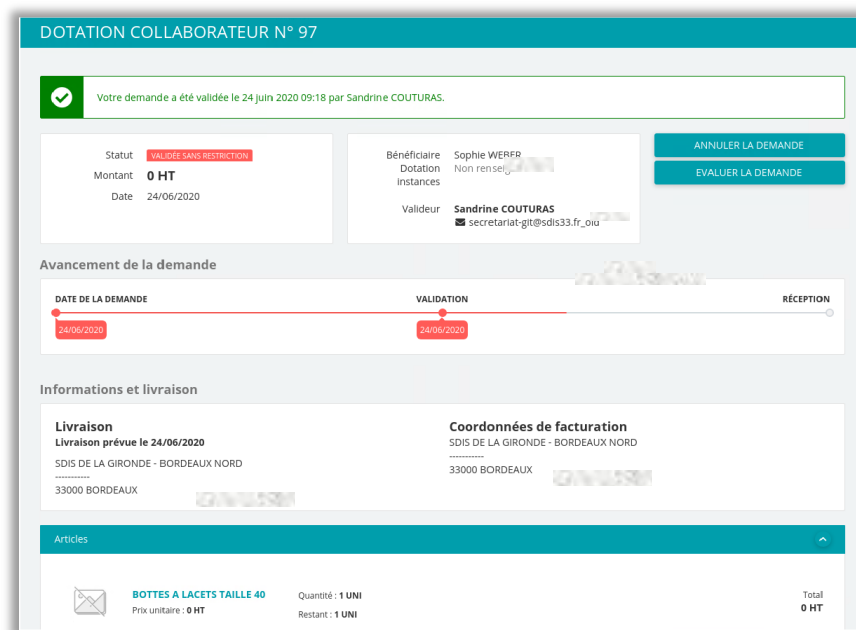 DOTATION COLLABORATEUR N° 97
Votre demande a été validée le 24 juin 2020 09:18 par Sandrine COUTURAS.
Statut VALIDÉE SANS RESTRICTION
Montant 0 HT
Date 24/06/2020
Bénéficiaire Sophie WEBER
Dotation instances Non
Valideur Sandrine COUTURAS
secretariat-git@sdis33.fr_old
ANNULER LA DEMANDE
EVALUER LA DEMANDE
Avancement de la demande
DATE DE LA DEMANDE VALIDATION RÉCEPTION
24/06/2020 24/06/2020
Informations et livraison
Livraison
Livraison prévue le 24/06/2020
SDIS DE LA GIRONDE - BORDEAUX NORD
-----------
33000 BORDEAUX
Coordonnées de facturation
SDIS DE LA GIRONDE - BORDEAUX NORD
-----------
33000 BORDEAUX
Articles
BOTTES A LACETS TAILLE 40
Prix unitaire : 0 HT
Quantité : 1 UNI
Restant : 1 UNI
Total
0 HT